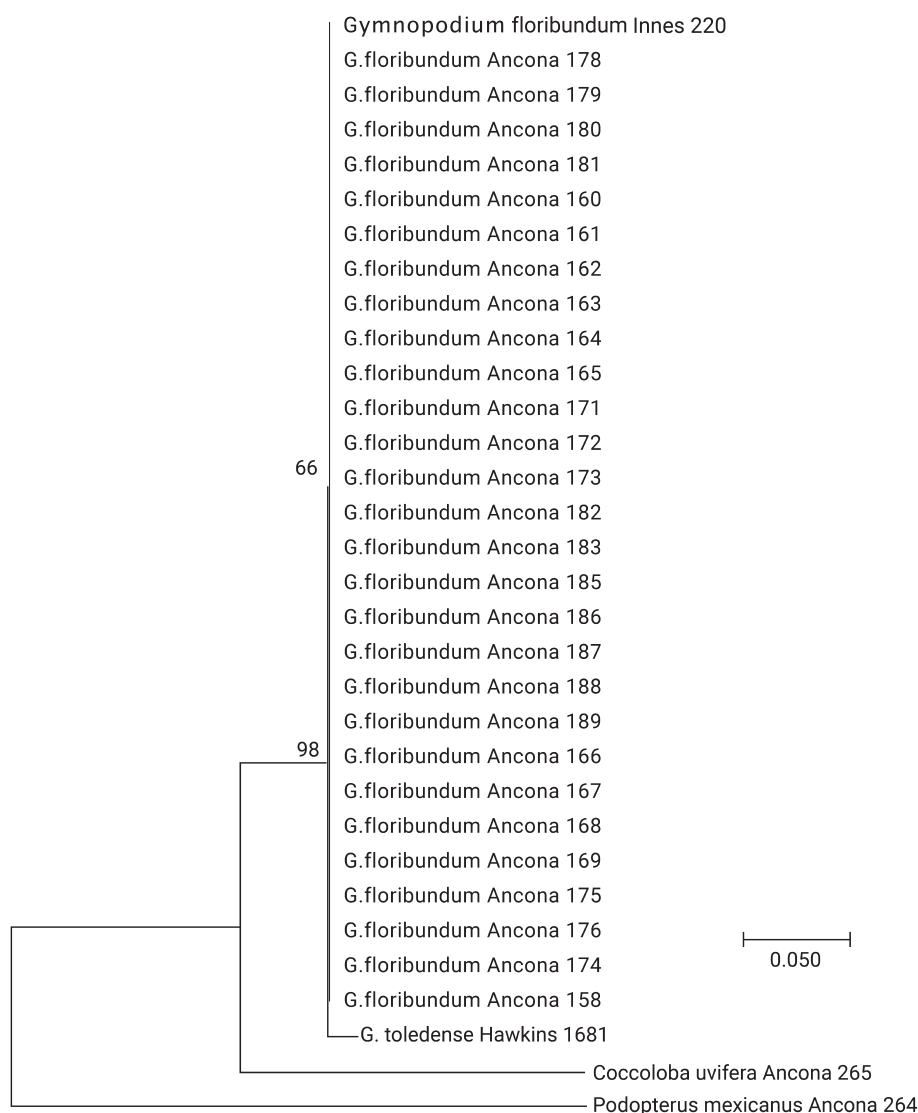 Gymnopodium floribundum Innes 220
G.floribundum Ancona 178
G.floribundum Ancona 179
G.floribundum Ancona 180
G.floribundum Ancona 181
G.floribundum Ancona 160
G.floribundum Ancona 161
G.floribundum Ancona 162
G.floribundum Ancona 163
G.floribundum Ancona 164
G.floribundum Ancona 165
G.floribundum Ancona 171
G.floribundum Ancona 172
66
G.floribundum Ancona 173
G.floribundum Ancona 182
G.floribundum Ancona 183
G.floribundum Ancona 185
G.floribundum Ancona 186
G.floribundum Ancona 187
G.floribundum Ancona 188
G.floribundum Ancona 189
98
G.floribundum Ancona 166
G.floribundum Ancona 167
G.floribundum Ancona 168
G.floribundum Ancona 169
G.floribundum Ancona 175
G.floribundum Ancona 176
0.050
G.floribundum Ancona 174
G.floribundum Ancona 158
G. toledense Hawkins 1681
Coccoloba uvifera Ancona 265
Podopterus mexicanus Ancona 264